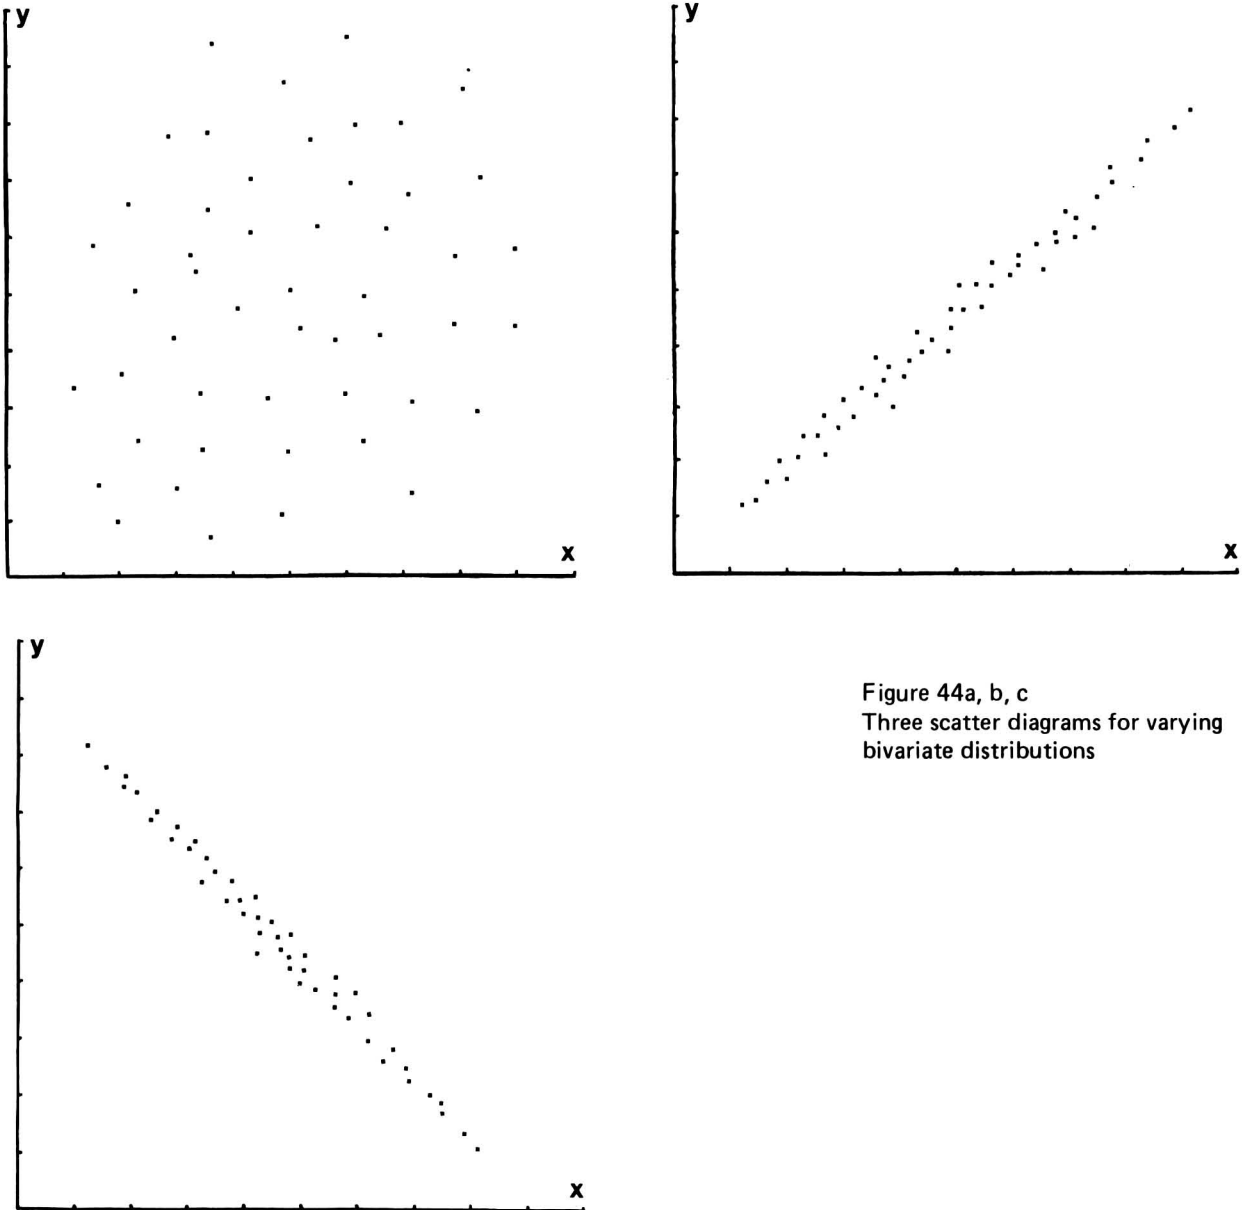 y
x
y
x
y
x
Figure 44a, b, c
Three scatter diagrams for varying
bivariate distributions